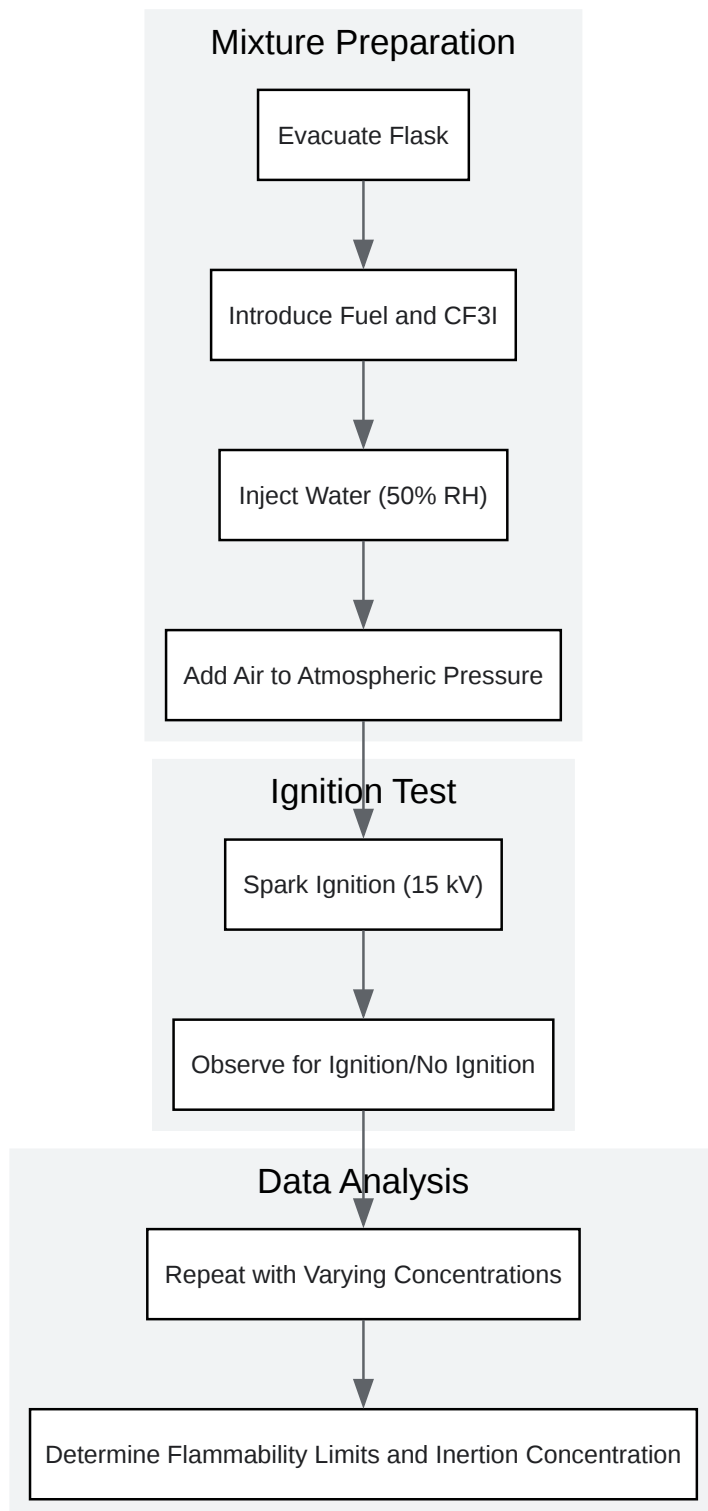 Mixture Preparation
Evacuate Flask
Introduce Fuel and CF3I
Inject Water (50% RH)
Add Air to Atmospheric Pressure
Ignition Test
Spark Ignition (15 kV)
Observe for Ignition/No Ignition
Data Analysis
Repeat with Varying Concentrations
Determine Flammability Limits and Inertion Concentration